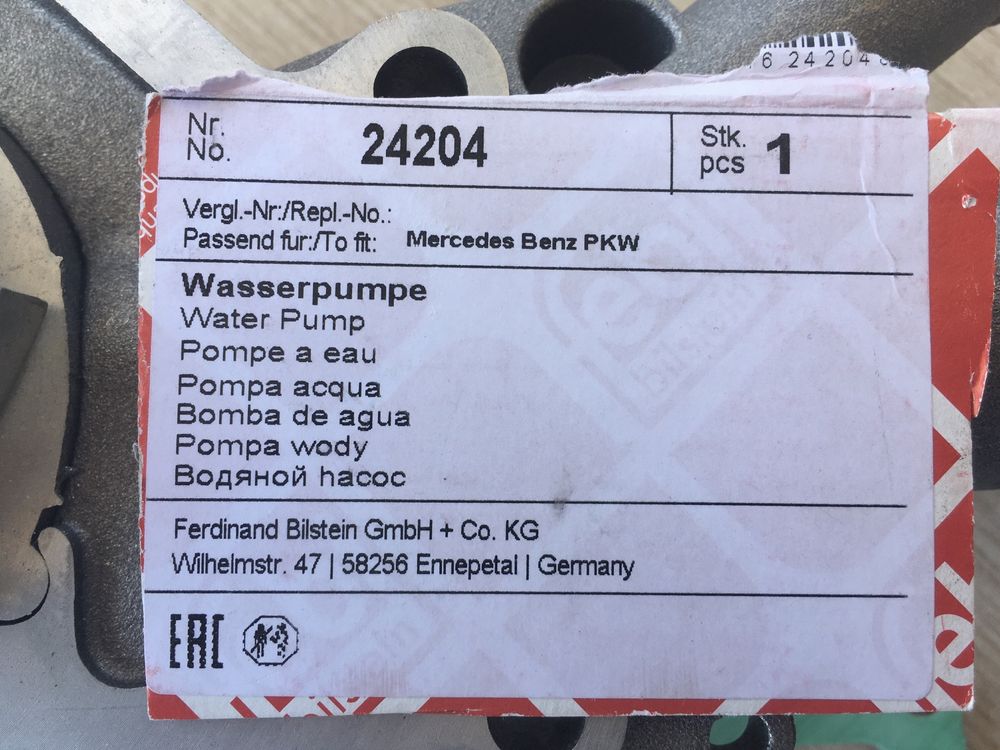 6 24204
Nr.
No.
24204
Stk.
pcs
1
Vergl.-Nr:/Repl.-No.:
Passend fur:/To fit: Mercedes Benz PKW
Wasserpumpe
Water Pump
Pompe a eau
Pompa acqua
Bomba de agua
Pompa wody
Водяной hасос
Ferdinand Bilstein GmbH + Co. KG
Wilhelmstr. 47 | 58256 Ennepetal | Germany
EAC